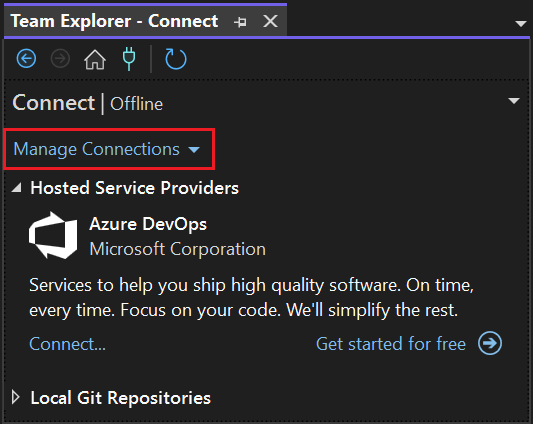 Team Explorer - Connect
Connect | Offline
Manage Connections
Hosted Service Providers
Azure DevOps
Microsoft Corporation
Services to help you ship high quality software. On time,
every time. Focus on your code. We'll simplify the rest.
Connect... Get started for free
Local Git Repositories